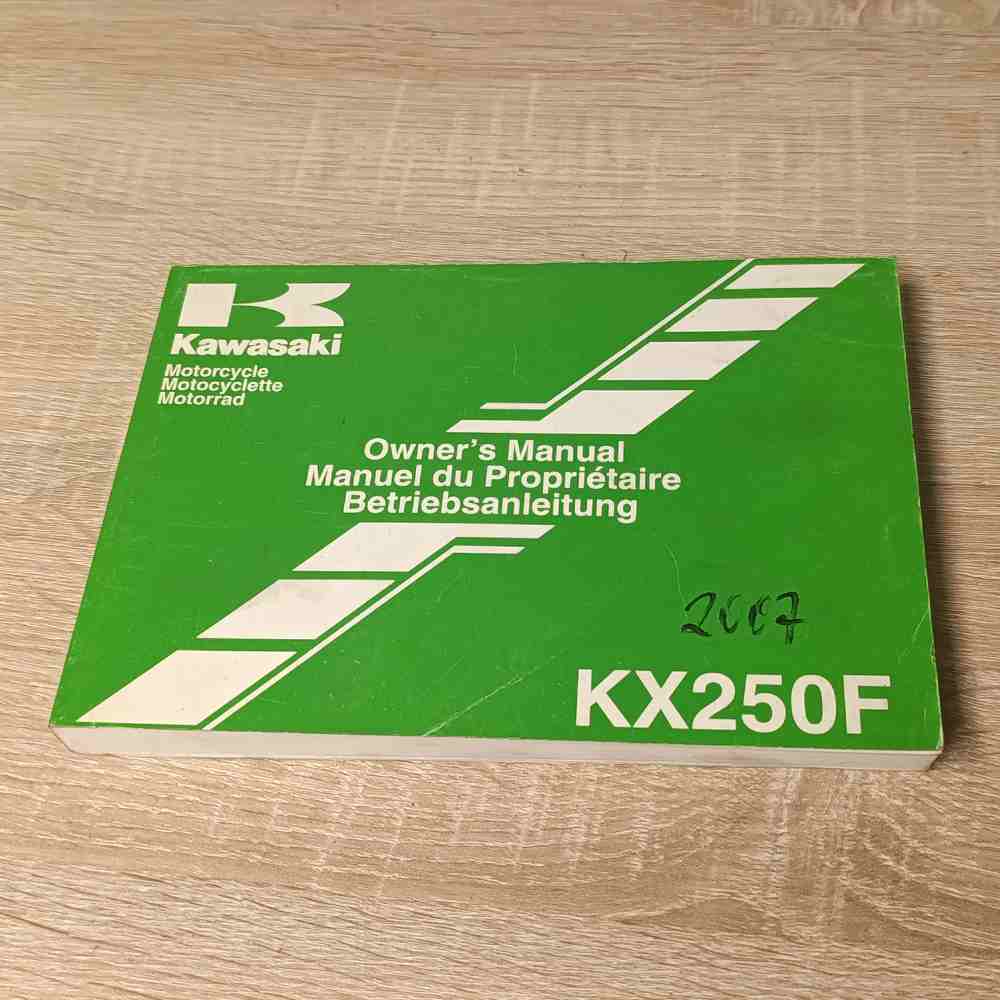 Kawasaki
Motorcycle
Motocyclette
Motorrad
Owner's Manual
Manuel du Propriétaire
Betriebsanleitung
2007
KX250F